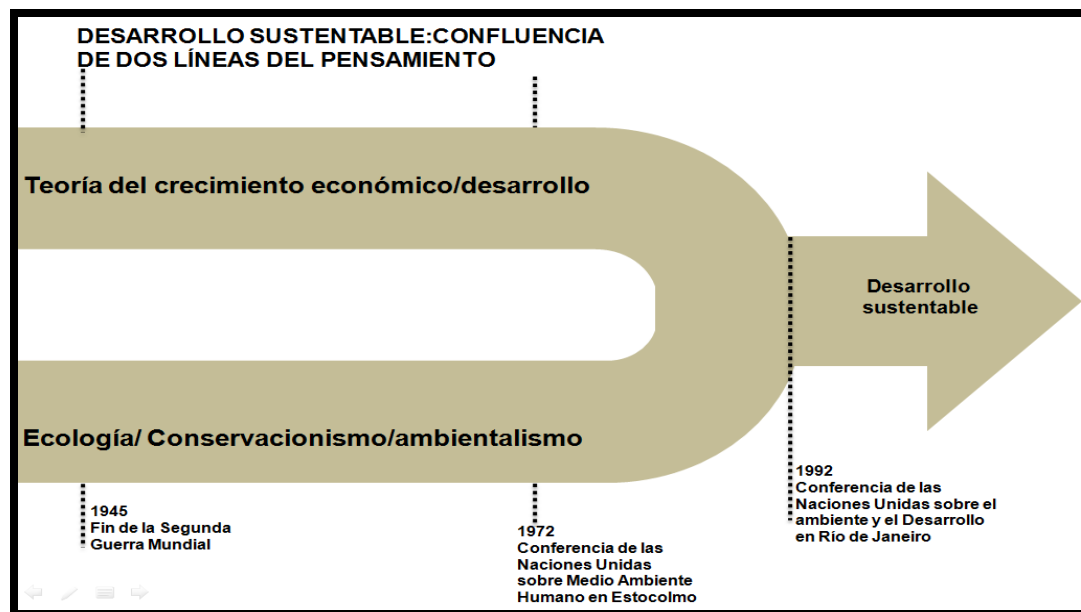 DESARROLLO SUSTENTABLE:CONFLUENCIA
DE DOS LÍNEAS DEL PENSAMIENTO
Teoría del crecimiento económico/desarrollo
Desarrollo
sustentable
Ecología/ Conservacionismo/ambientalismo
1945
Fin de la Segunda
Guerra Mundial
1972
Conferencia de las
Naciones Unidas
sobre Medio Ambiente
Humano en Estocolmo
1992
Conferencia de las
Naciones Unidas sobre el
ambiente y el Desarrollo
en Río de Janeiro